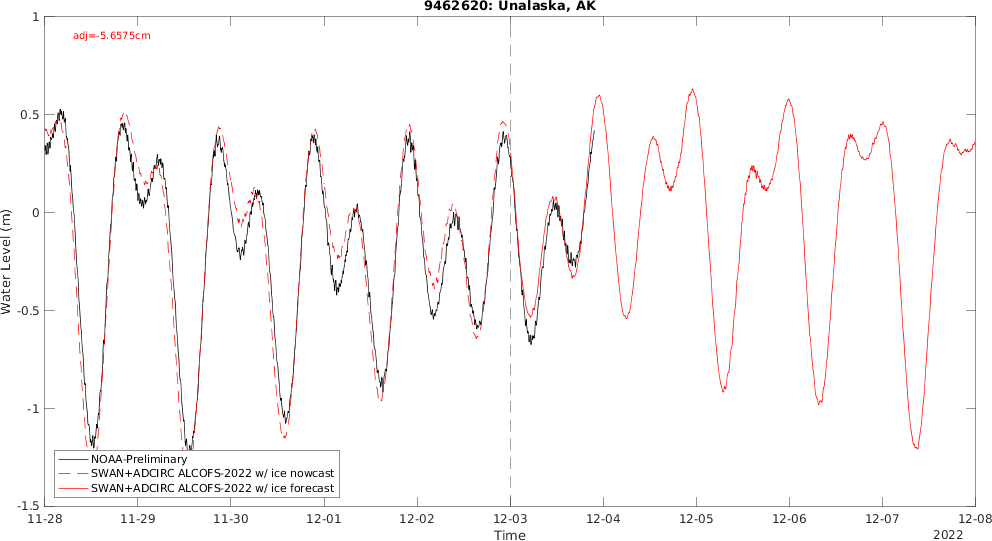 9462620: Unalaska, AK
adj=-5.6575cm
1
0.5
0
-0.5
-1
-1.5
Water Level (m)
NOAA-Preliminary
SWAN+ADCIRC ALCOFS-2022 w/ ice nowcast
SWAN+ADCIRC ALCOFS-2022 w/ ice forecast
11-28 11-29 11-30 12-01 12-02 12-03 12-04 12-05 12-06 12-07 12-08
Time
2022